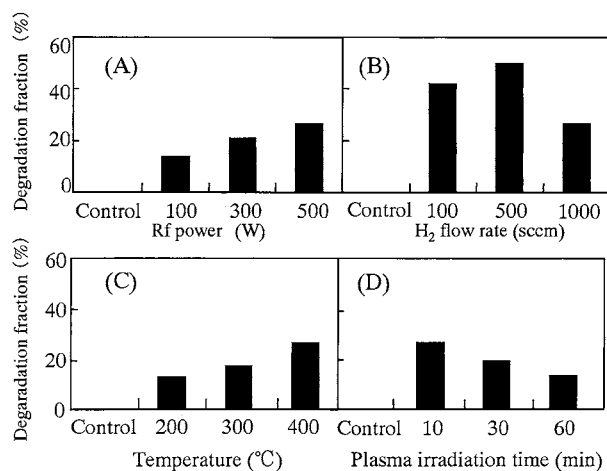 Degradation fraction (%)
60
40
20
0
(A)
(B)
Control 100 300 500
Rf power (W)
Control 100 500 1000
H₂ flow rate (sccm)
Degaradation fraction (%)
60
40
20
0
(C)
(D)
Control 200 300 400
Temperature (℃)
Control 10 30 60
Plasma irradiation time (min)